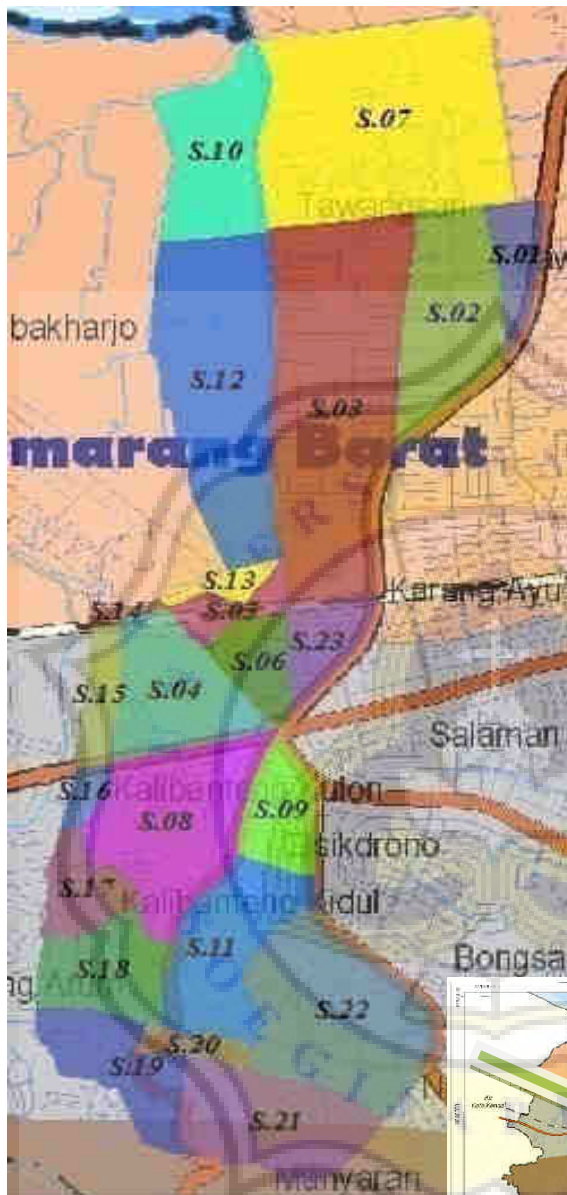 S.07
S.10
Tawangsari
S.01
S.02
bakharjo
S.12
S.03
marang Barat
S.13
S.14
S.05
Karang Ayu
S.23
S.06
S.04
S.15
Salaman
S.16
Kalibanteng Kulon
S.09
S.08
sikdrono
S.17
Kalibanteng Kidul
S.11
Bongsa
S.18
S.22
S.20
S.19
S.21
Manyaran